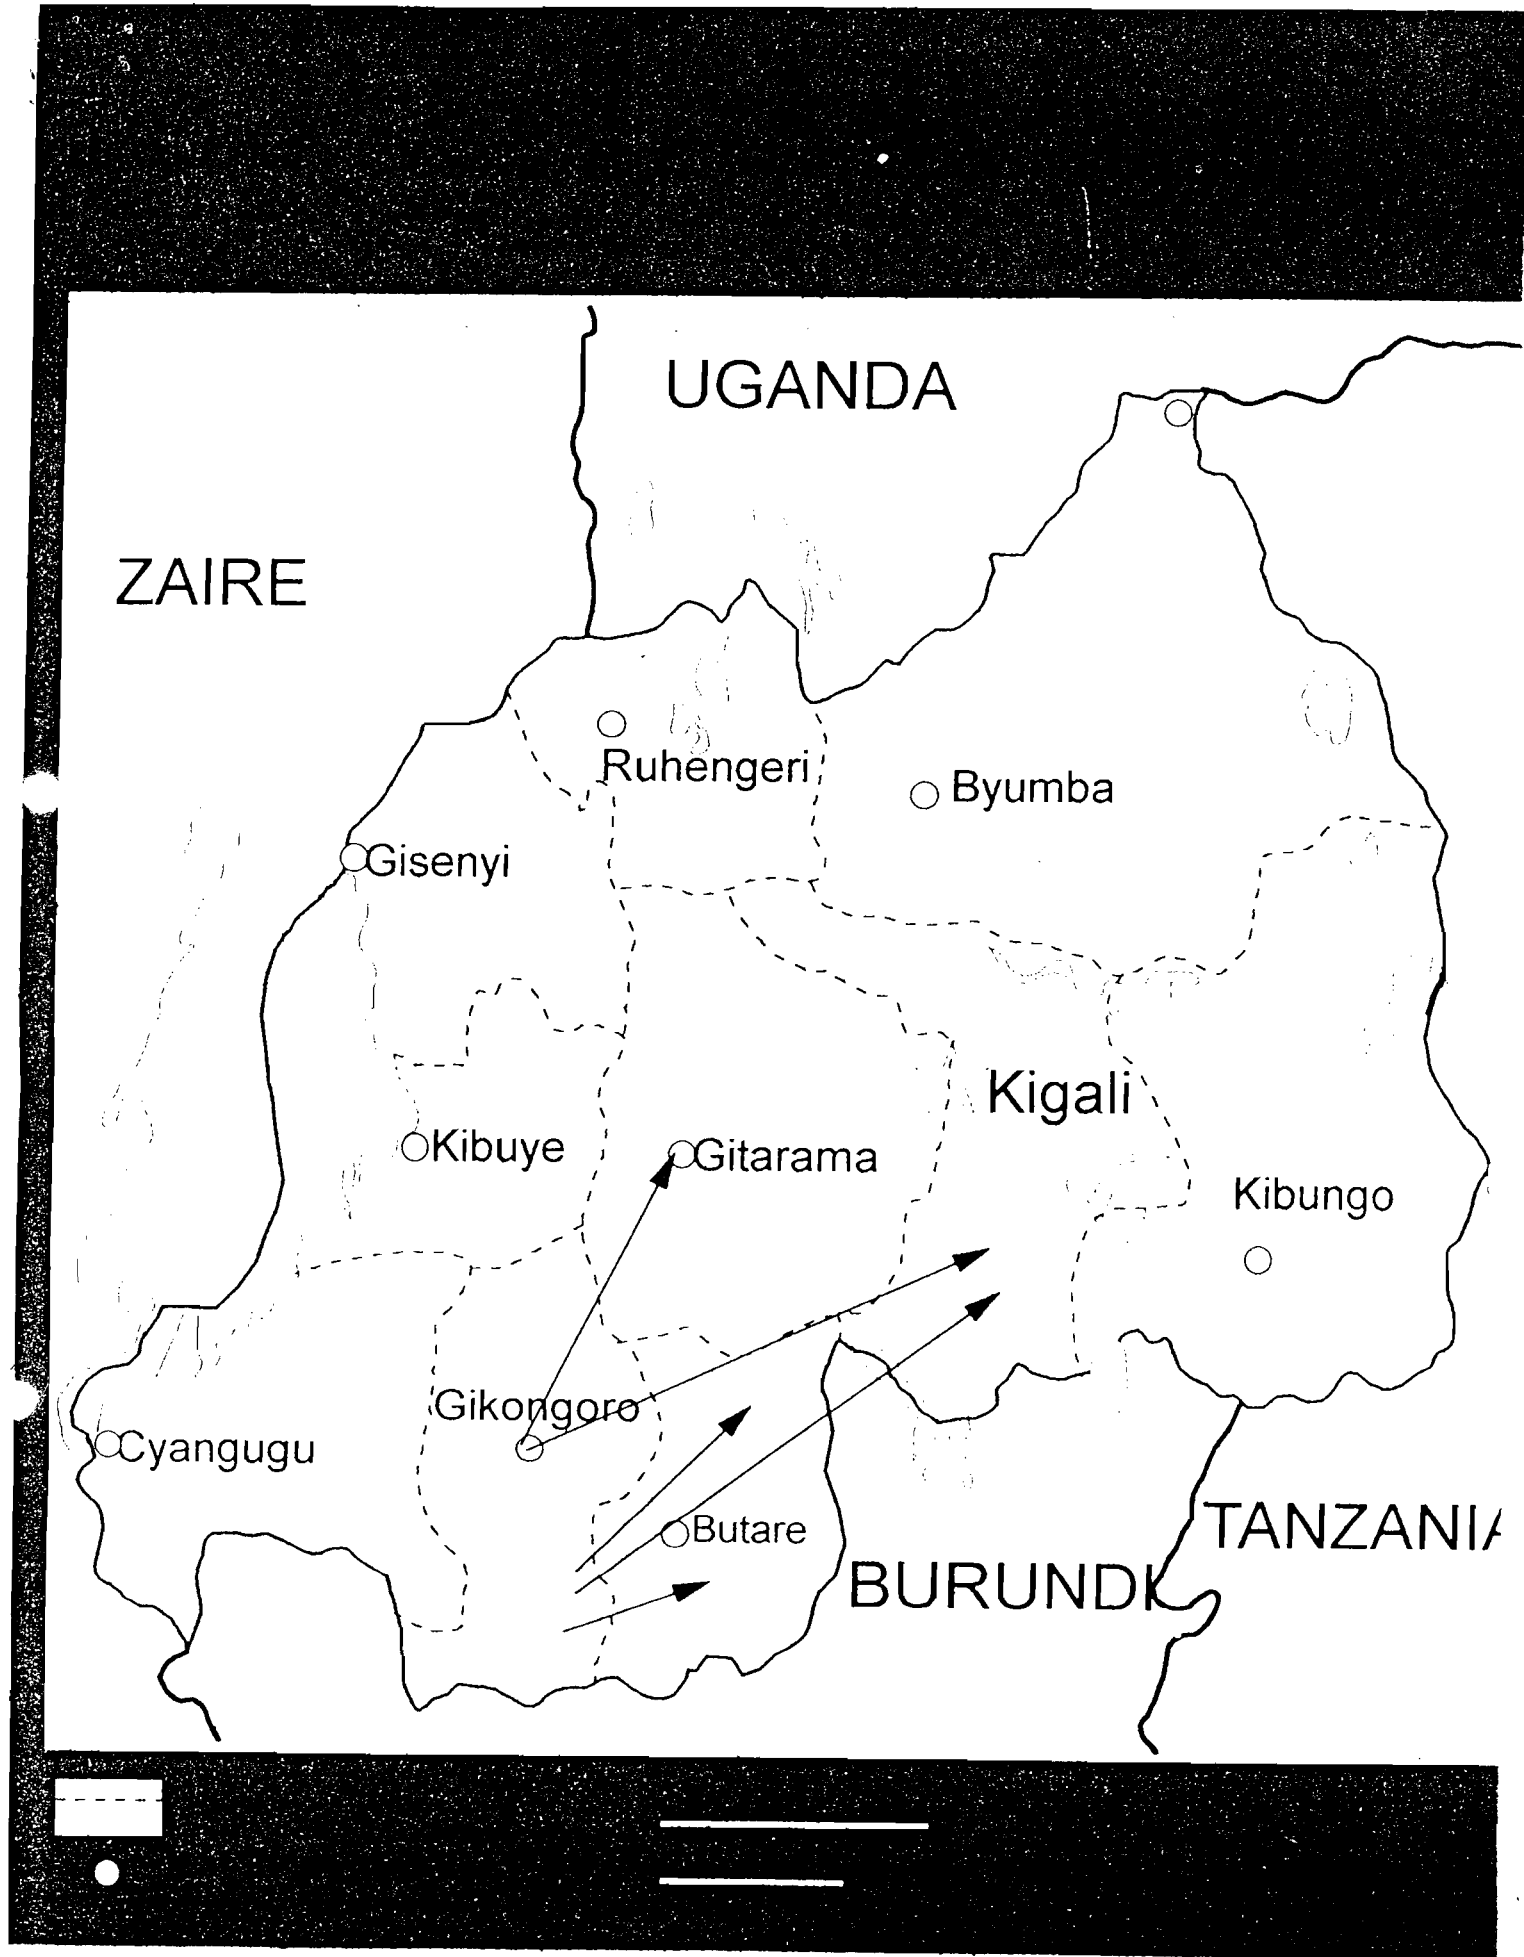 UGANDA
ZAIRE
Ruhengeri
Byumba
Gisenyi
Kigali
Kibuye
Gitarama
Kibungo
Gikongoro
Cyangugu
Butare
TANZANIA
BURUNDI